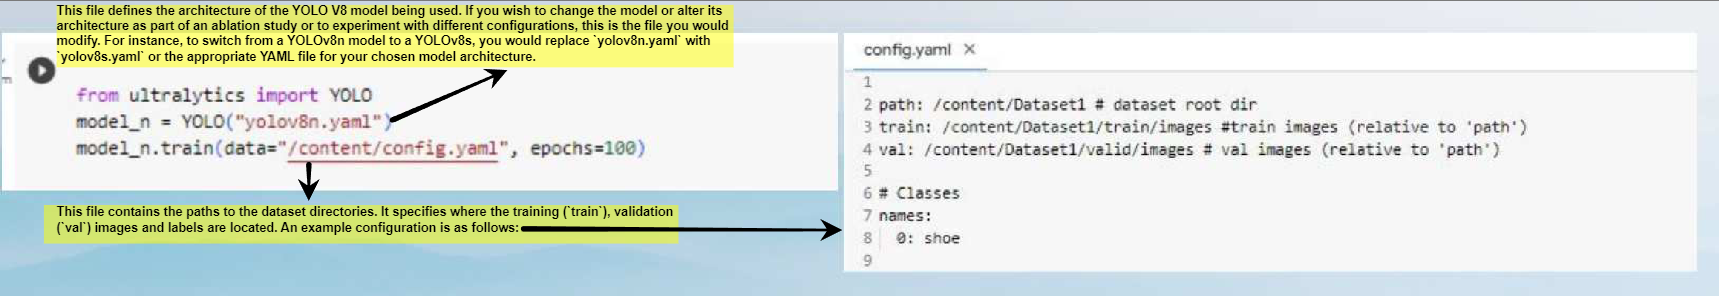 This file defines the architecture of the YOLO V8 model being used. If you wish to change the model or alter its
architecture as part of an ablation study or to experiment with different configurations, this is the file you would
modify. For instance, to switch from a YOLOv8n model to a YOLOv8s, you would replace `yolov8n.yaml` with
`yolov8s.yaml` or the appropriate YAML file for your chosen model architecture.
from ultralytics import YOLO
model_n = YOLO("yolov8n.yaml")
model_n.train(data="/content/config.yaml", epochs=100)
This file contains the paths to the dataset directories. It specifies where the training (`train`), validation
(`val`) images and labels are located. An example configuration is as follows:
config.yaml ×
1
2 path: /content/Dataset1 # dataset root dir
3 train: /content/Dataset1/train/images #train images (relative to 'path')
4 val: /content/Dataset1/valid/images # val images (relative to 'path')
5
6 # Classes
7 names:
8 0: shoe
9